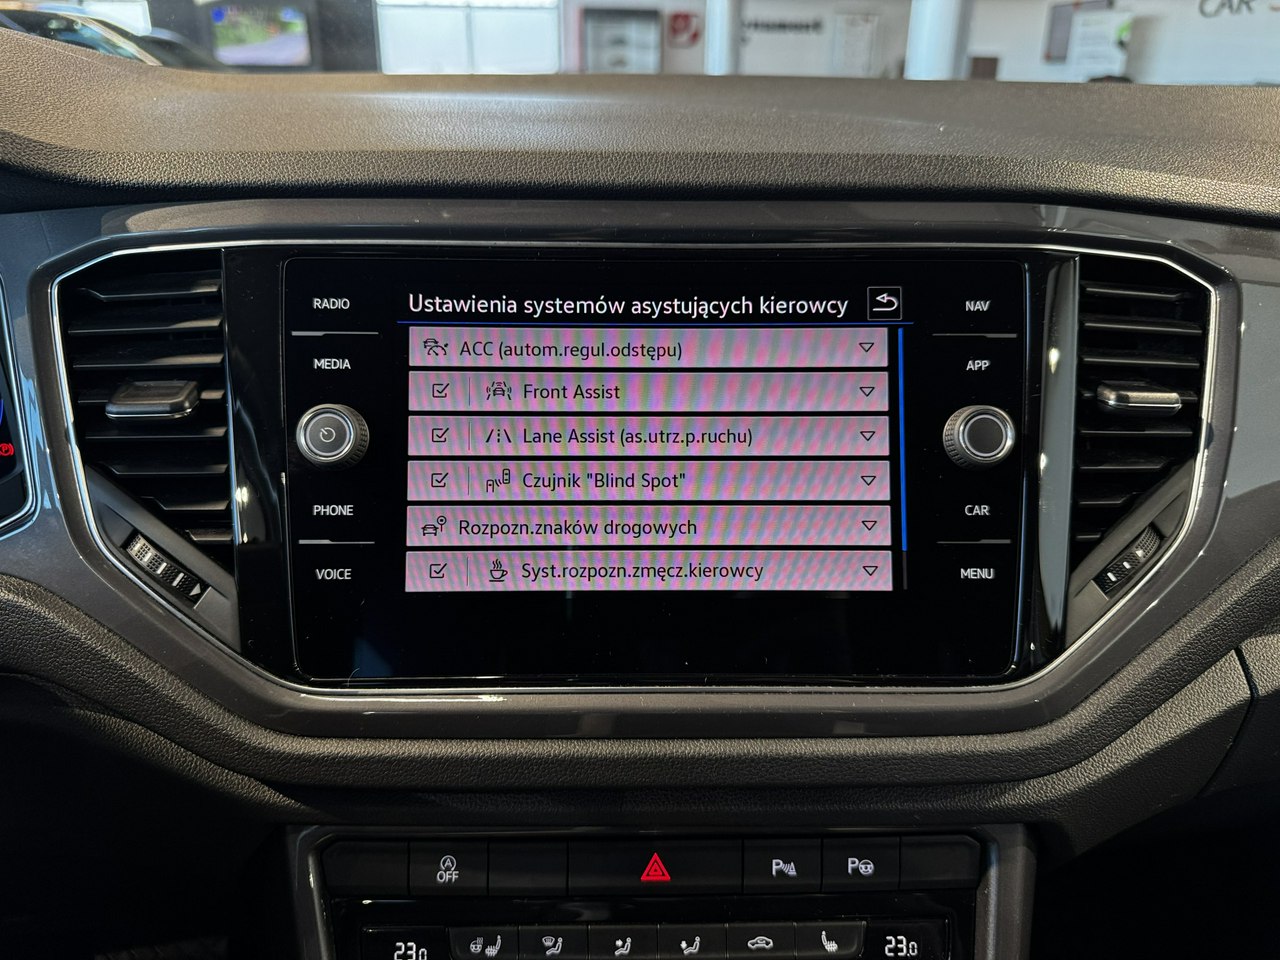 CAR
RADIO
MEDIA
PHONE
VOICE
Ustawienia systemów asystujących kierowcy
ACC (autom.regul.odstępu)
Front Assist
Lane Assist (as.utrz.p.ruchu)
Czujnik "Blind Spot"
Rozpozn.znaków drogowych
Syst.rozpozn.zmęcz.kierowcy
NAV
APP
CAR
MENU
A
OFF
P
P
23.0
23.0